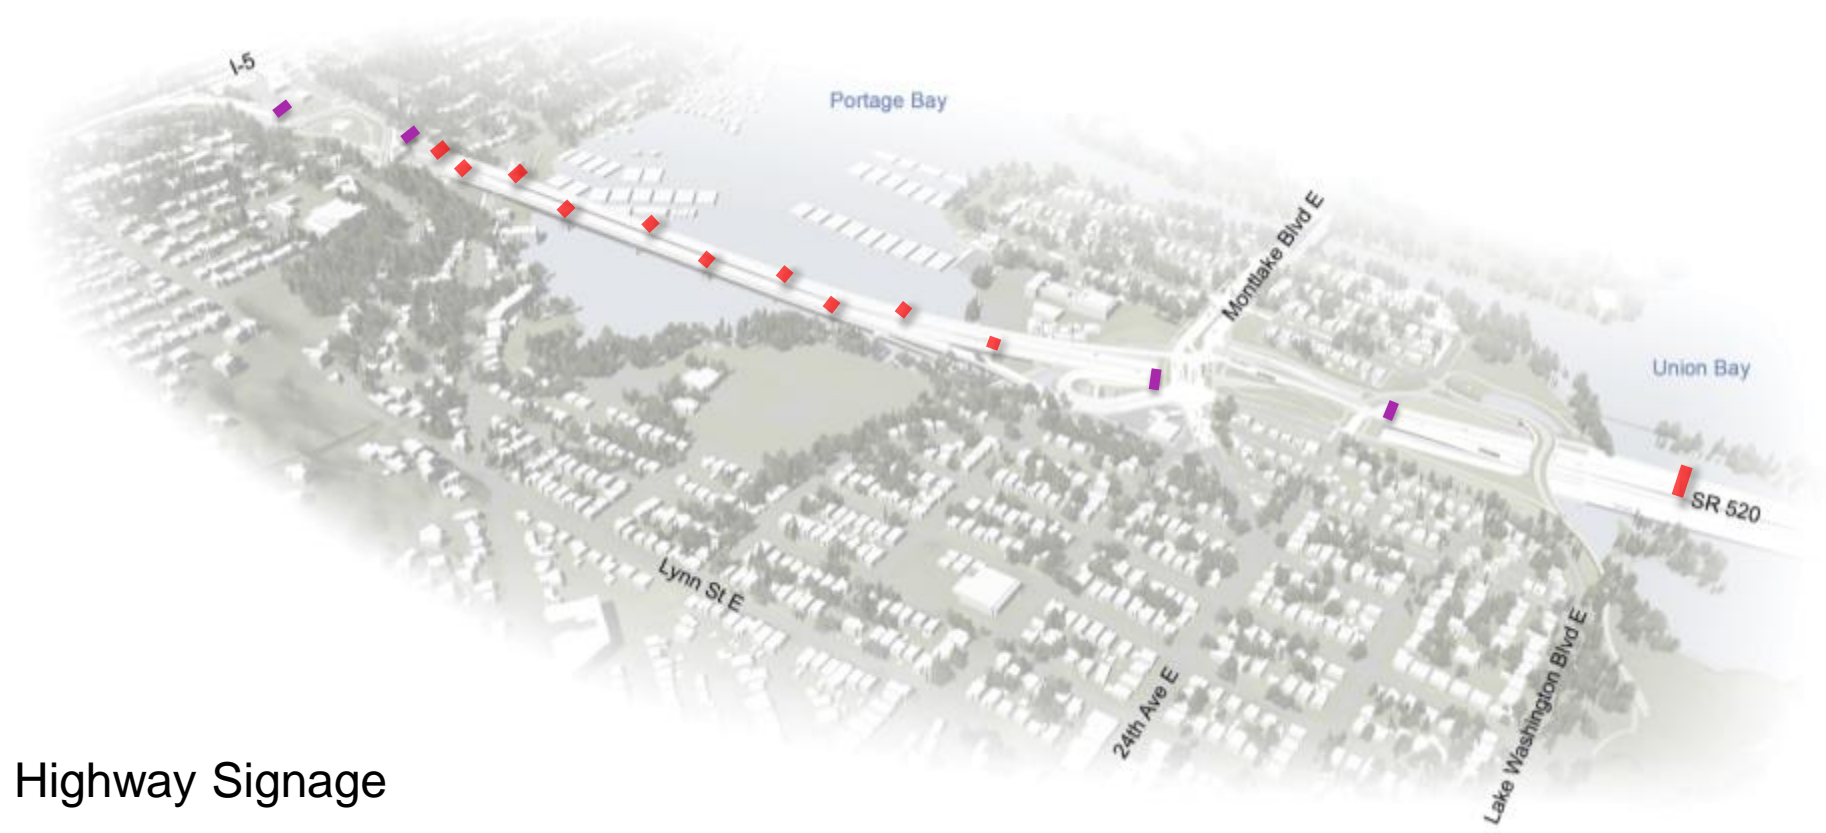 I-5
Portage Bay
Montlake Blvd E
Union Bay
SR 520
Lynn St E
24th Ave E
Lake Washington Blvd E
Highway Signage